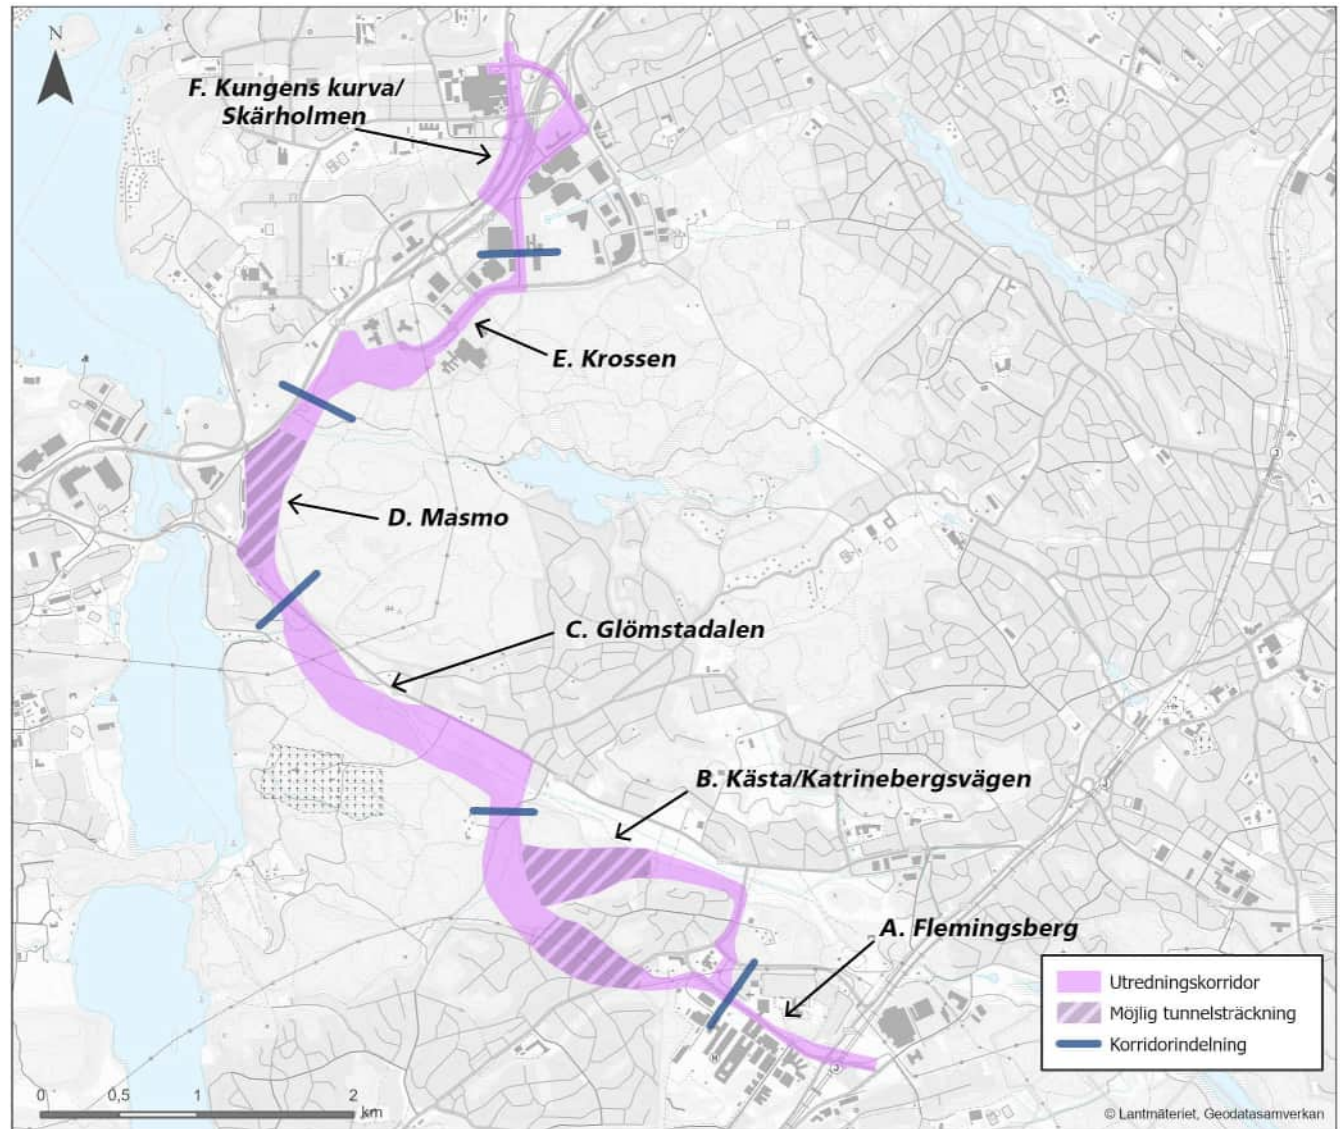 N
F. Kungens kurva/
Skärholmen
E. Krossen
D. Masmo
C. Glömstadalen
B. Kästa/Katrinebergsvägen
A. Flemingsberg
Utredningskorridor
Möjlig tunnelsträckning
Korridorindelning
0 0,5 1 2
km
© Lantmäteriet, Geodatasamverkan